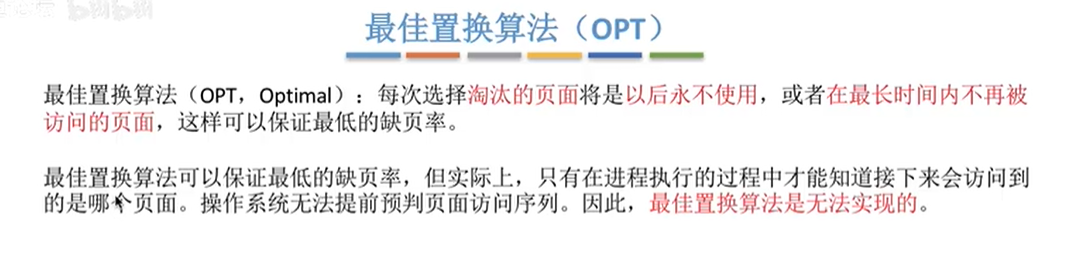 bilibili
最佳置换算法（OPT）
最佳置换算法（OPT，Optimal）：每次选择淘汰的页面将是以后永不使用，或者在最长时间内不再被
访问的页面，这样可以保证最低的缺页率。
最佳置换算法可以保证最低的缺页率，但实际上，只有在进程执行的过程中才能知道接下来会访问到
的是哪个页面。操作系统无法提前预判页面访问序列。因此，最佳置换算法是无法实现的。